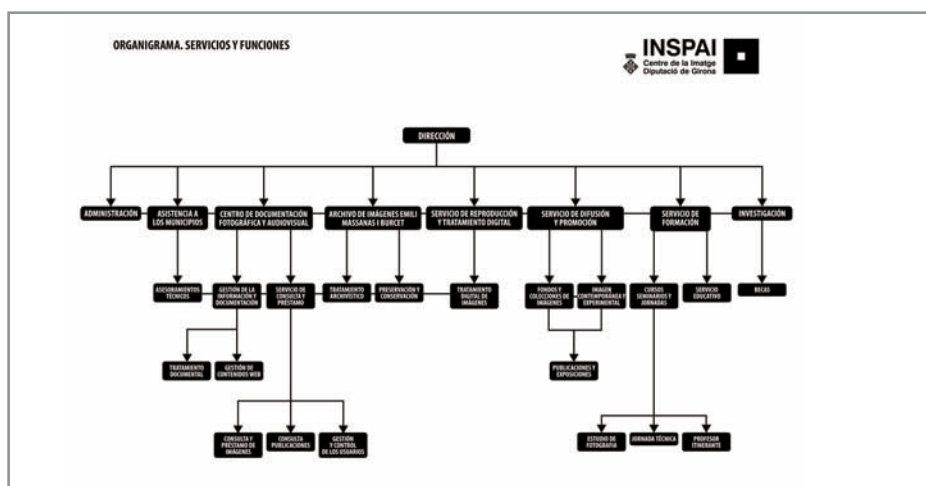 ORGANIGRAMA. SERVICIOS Y FUNCIONES
INSPAI
Centre de la Imatge
Diputació de Girona
DIRECCIÓN
ADMINISTRACIÓN
ASISTENCIA A
LOS MUNICIPIOS
CENTRO DE DOCUMENTACIÓN
FOTOGRÁFICA Y AUDIOVISUAL
ARCHIVO DE IMÁGENES EMILI
MASSANAS I BURCET
SERVICIO DE REPRODUCCIÓN
Y TRATAMIENTO DIGITAL
SERVICIO DE DIFUSIÓN
Y PROMOCIÓN
SERVICIO DE
FORMACIÓN
INVESTIGACIÓN
ASESORAMIENTOS
TÉCNICOS
GESTIÓN DE LA
INFORMACIÓN Y
DOCUMENTACIÓN
SERVICIO DE
CONSULTA Y
PRÉSTAMO
TRATAMIENTO
ARCHIVÍSTICO
PRESERVACIÓN Y
CONSERVACIÓN
TRATAMIENTO
DIGITAL DE
IMÁGENES
FONDOS Y
COLECCIONES DE
IMÁGENES
IMAGEN
CONTEMPORÁNEA Y
EXPERIMENTAL
CURSOS
SEMINARIOS Y
JORNADAS
SERVICIO
EDUCATIVO
BECAS
TRATAMIENTO
DOCUMENTAL
GESTIÓN DE
CONTENIDOS WEB
PUBLICACIONES Y
EXPOSICIONES
CONSULTA Y
PRÉSTAMO DE
IMÁGENES
CONSULTA
PUBLICACIONES
GESTIÓN
Y CONTROL
DE LOS USUARIOS
ESTUDIO DE
FOTOGRAFIA
JORNADA TÉCNICA
PROFESOR
ITINERANTE